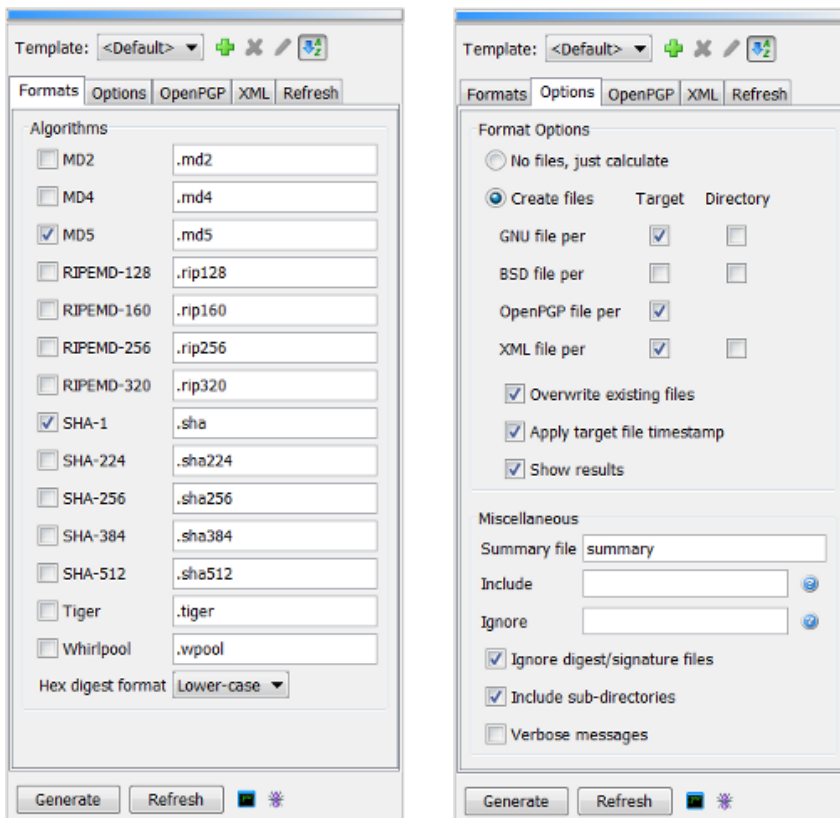 Template: <Default>
Formats Options OpenPGP XML Refresh
Algorithms
MD2 .md2
MD4 .md4
MD5 .md5
RIPEMD-128 .rip128
RIPEMD-160 .rip160
RIPEMD-256 .rip256
RIPEMD-320 .rip320
SHA-1 .sha
SHA-224 .sha224
SHA-256 .sha256
SHA-384 .sha384
SHA-512 .sha512
Tiger .tiger
Whirlpool .wpool
Hex digest format Lower-case
Generate Refresh
Template: <Default>
Formats Options OpenPGP XML Refresh
Format Options
No files, just calculate
Create files Target Directory
GNU file per
BSD file per
OpenPGP file per
XML file per
Overwrite existing files
Apply target file timestamp
Show results
Miscellaneous
Summary file summary
Include
Ignore
Ignore digest/signature files
Include sub-directories
Verbose messages
Generate Refresh